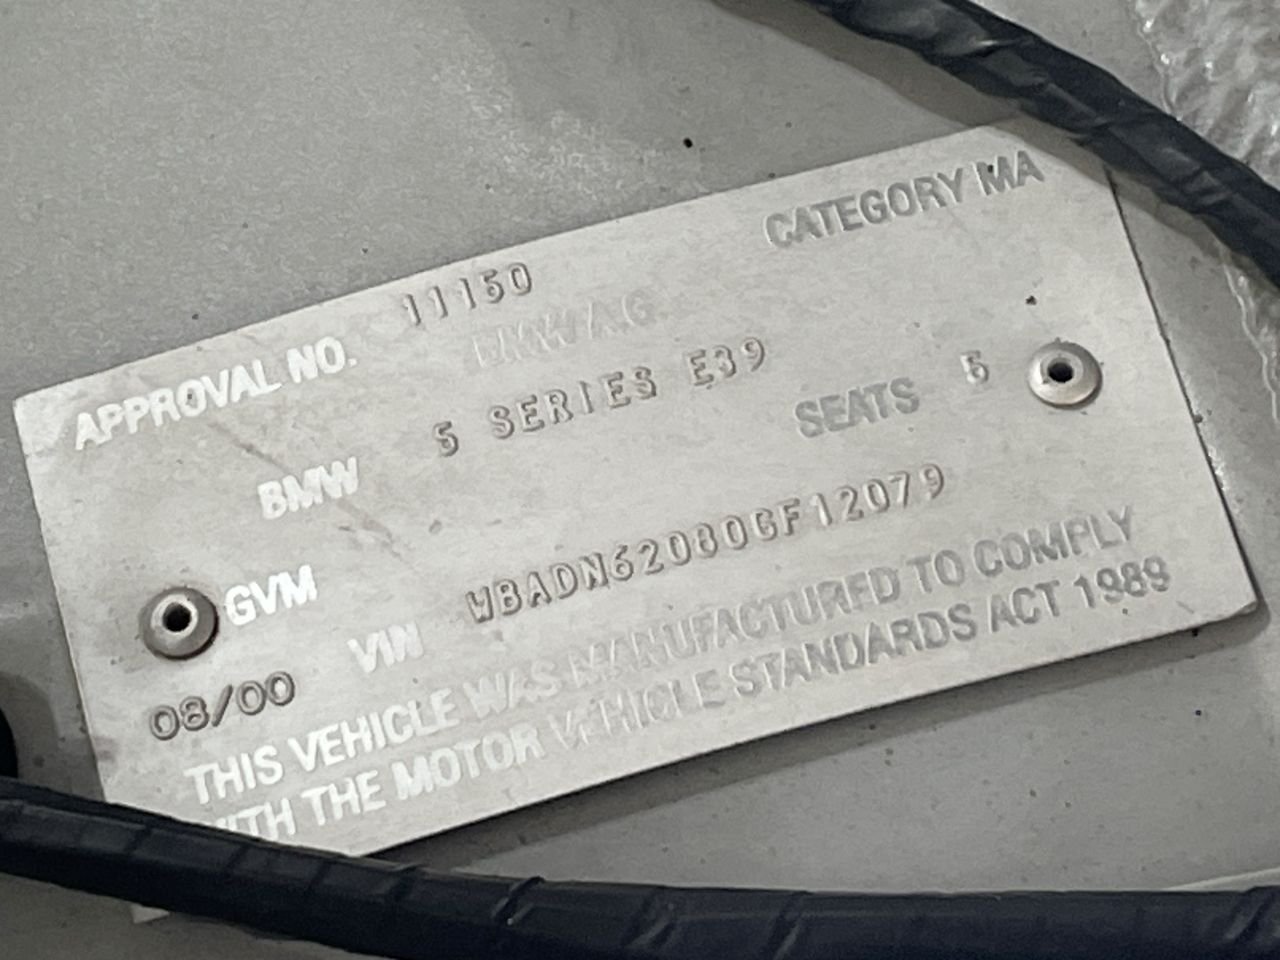 CATEGORY MA
APPROVAL NO. 11150
BMW A.G.
BMW 5 SERIES E39
SEATS 5
GVM
VIN WBADN62080GF12079
08/00
THIS VEHICLE WAS MANUFACTURED TO COMPLY
WITH THE MOTOR VEHICLE STANDARDS ACT 1989